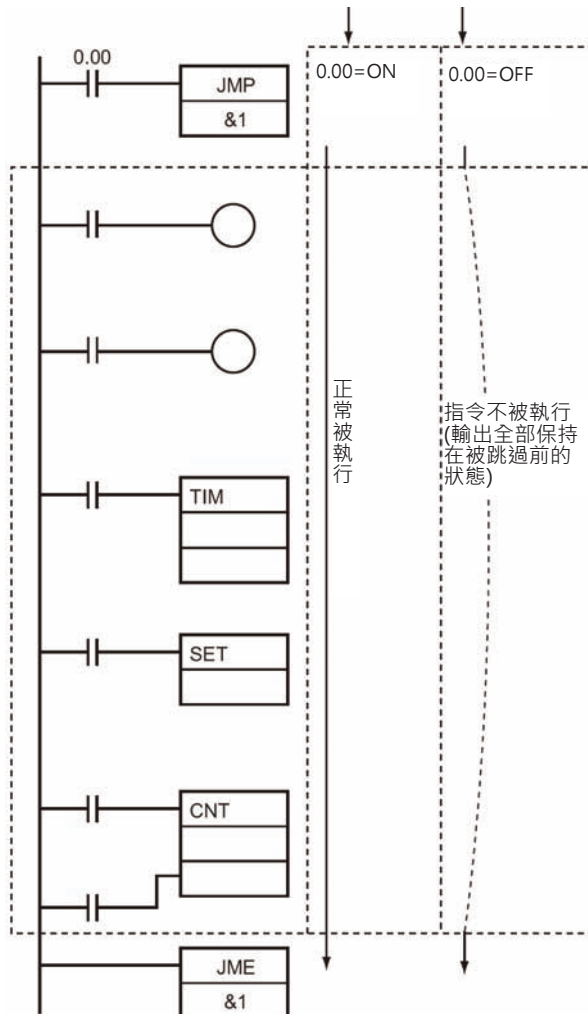 0.00
JMP
&1
0.00=ON
0.00=OFF
正常被執行
指令不被執行
(輸出全部保持
在被跳過前的
狀態)
TIM
SET
CNT
JME
&1